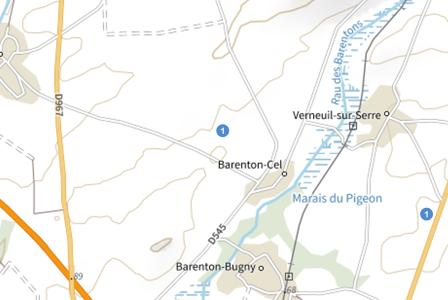 Rau des Barentons
D967
Verneuil-sur-Serre
1
Barenton-Cel
Marais du Pigeon
1
D545
Barenton-Bugny
89
68